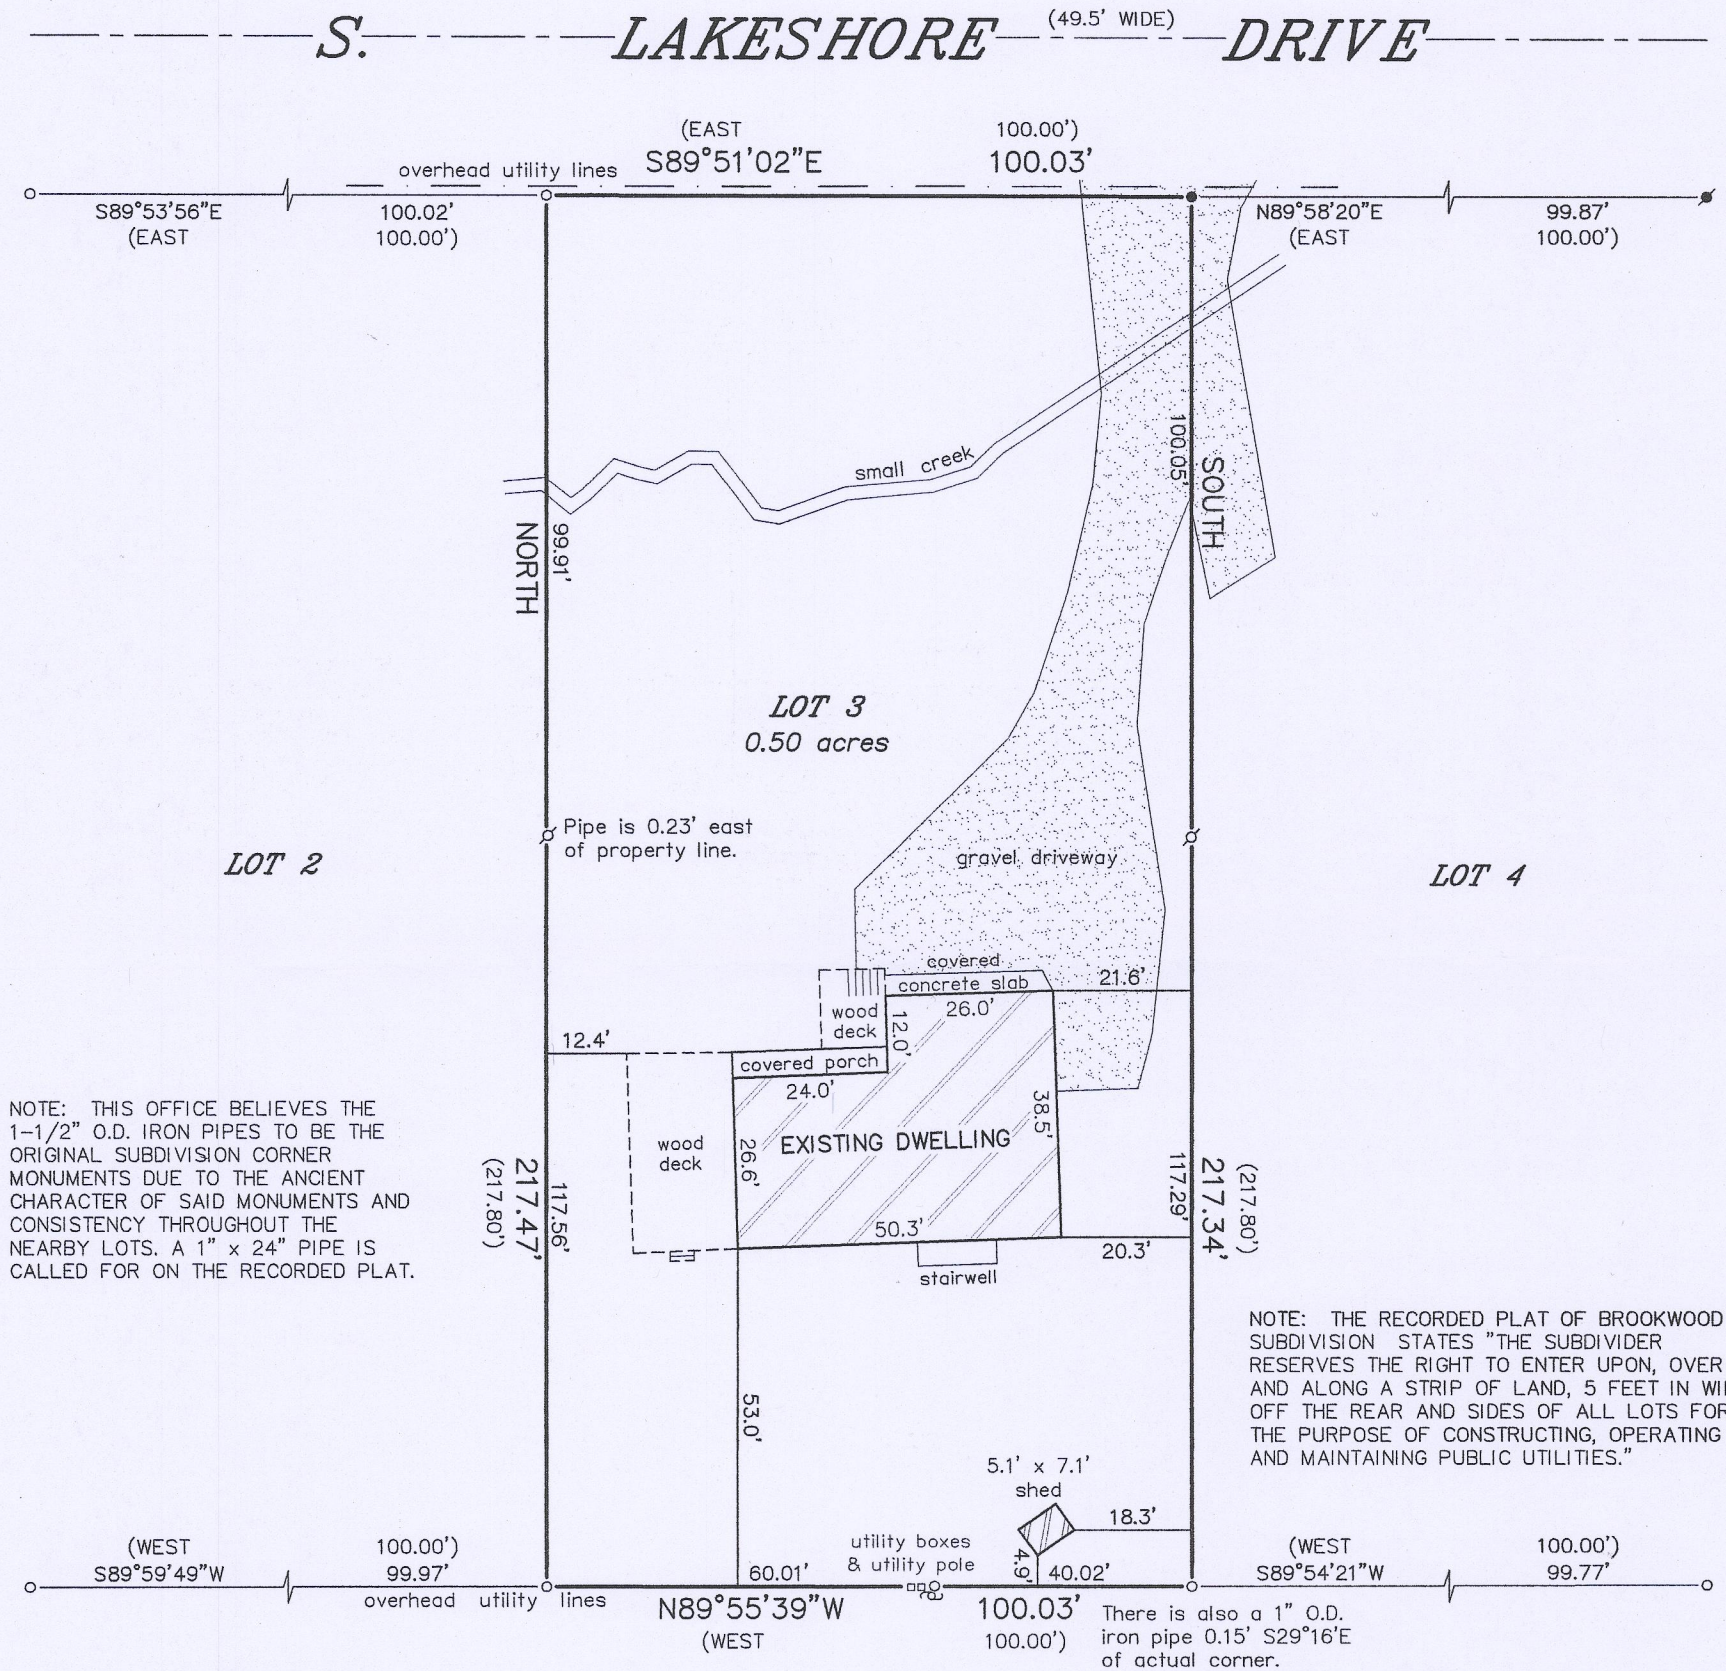 S. LAKESHORE DRIVE
(49.5' WIDE)
(EAST 100.00')
S89°51'02"E 100.03'
overhead utility lines
S89°53'56"E 100.02'
(EAST 100.00')
N89°58'20"E 99.87'
(EAST 100.00')
small creek
100.05'
SOUTH
99.91'
NORTH
LOT 3
0.50 acres
Pipe is 0.23' east
of property line.
LOT 2
gravel driveway
LOT 4
covered
concrete slab
21.6'
26.0'
wood
deck
12.0'
12.4'
covered porch
24.0'
38.5'
EXISTING DWELLING
wood
deck
26.6'
50.3'
20.3'
stairwell
NOTE: THIS OFFICE BELIEVES THE
1-1/2" O.D. IRON PIPES TO BE THE
ORIGINAL SUBDIVISION CORNER
MONUMENTS DUE TO THE ANCIENT
CHARACTER OF SAID MONUMENTS AND
CONSISTENCY THROUGHOUT THE
NEARBY LOTS. A 1" x 24" PIPE IS
CALLED FOR ON THE RECORDED PLAT.
(217.80')
217.47'
117.56'
117.29'
217.34'
(217.80')
NOTE: THE RECORDED PLAT OF BROOKWOOD
SUBDIVISION STATES "THE SUBDIVIDER
RESERVES THE RIGHT TO ENTER UPON, OVER
AND ALONG A STRIP OF LAND, 5 FEET IN WI
OFF THE REAR AND SIDES OF ALL LOTS FOR
THE PURPOSE OF CONSTRUCTING, OPERATING
AND MAINTAINING PUBLIC UTILITIES."
53.0'
5.1' x 7.1'
shed
18.3'
4.9'
utility boxes
& utility pole
60.01'
40.02'
(WEST 100.00')
S89°59'49"W 99.97'
overhead utility lines
N89°55'39"W 100.03'
(WEST 100.00')
(WEST 100.00')
S89°54'21"W 99.77'
There is also a 1" O.D.
iron pipe 0.15' S29°16'E
of actual corner.